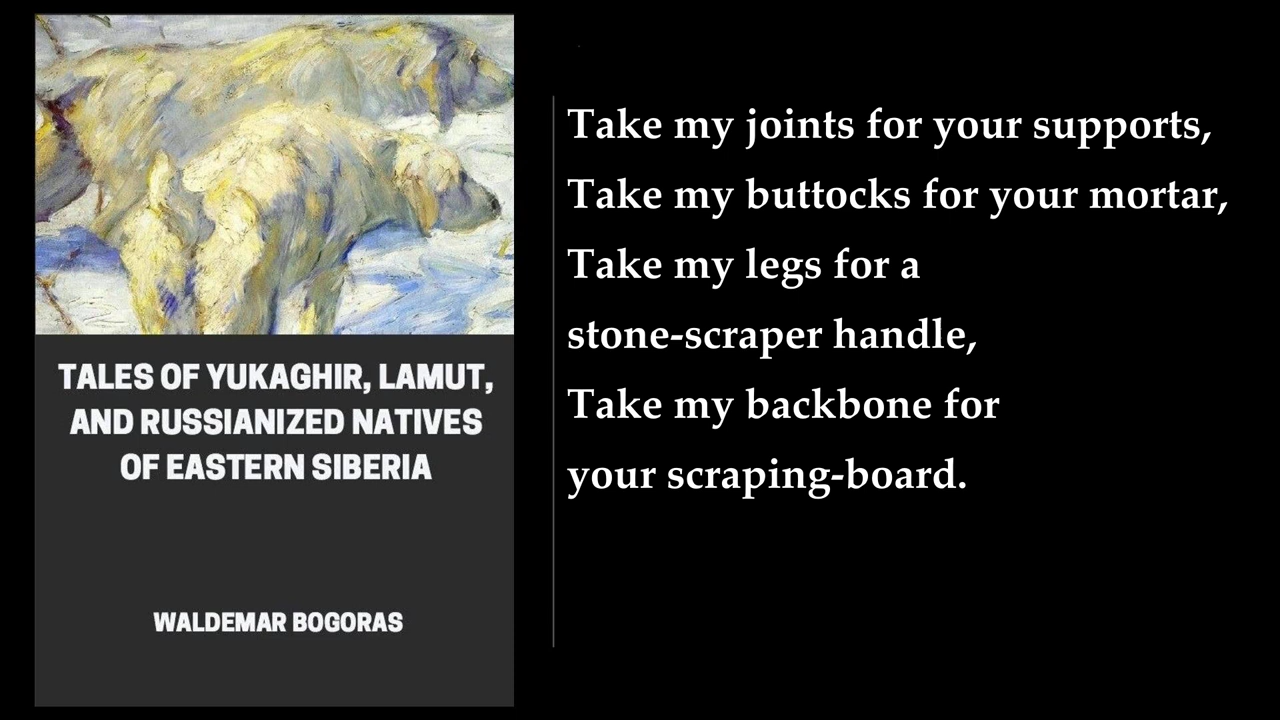 TALES OF YUKAGHIR, LAMUT,
AND RUSSIANIZED NATIVES
OF EASTERN SIBERIA
WALDEMAR BOGORAS
Take my joints for your supports,
Take my buttocks for your mortar,
Take my legs for a
stone-scraper handle,
Take my backbone for
your scraping-board.